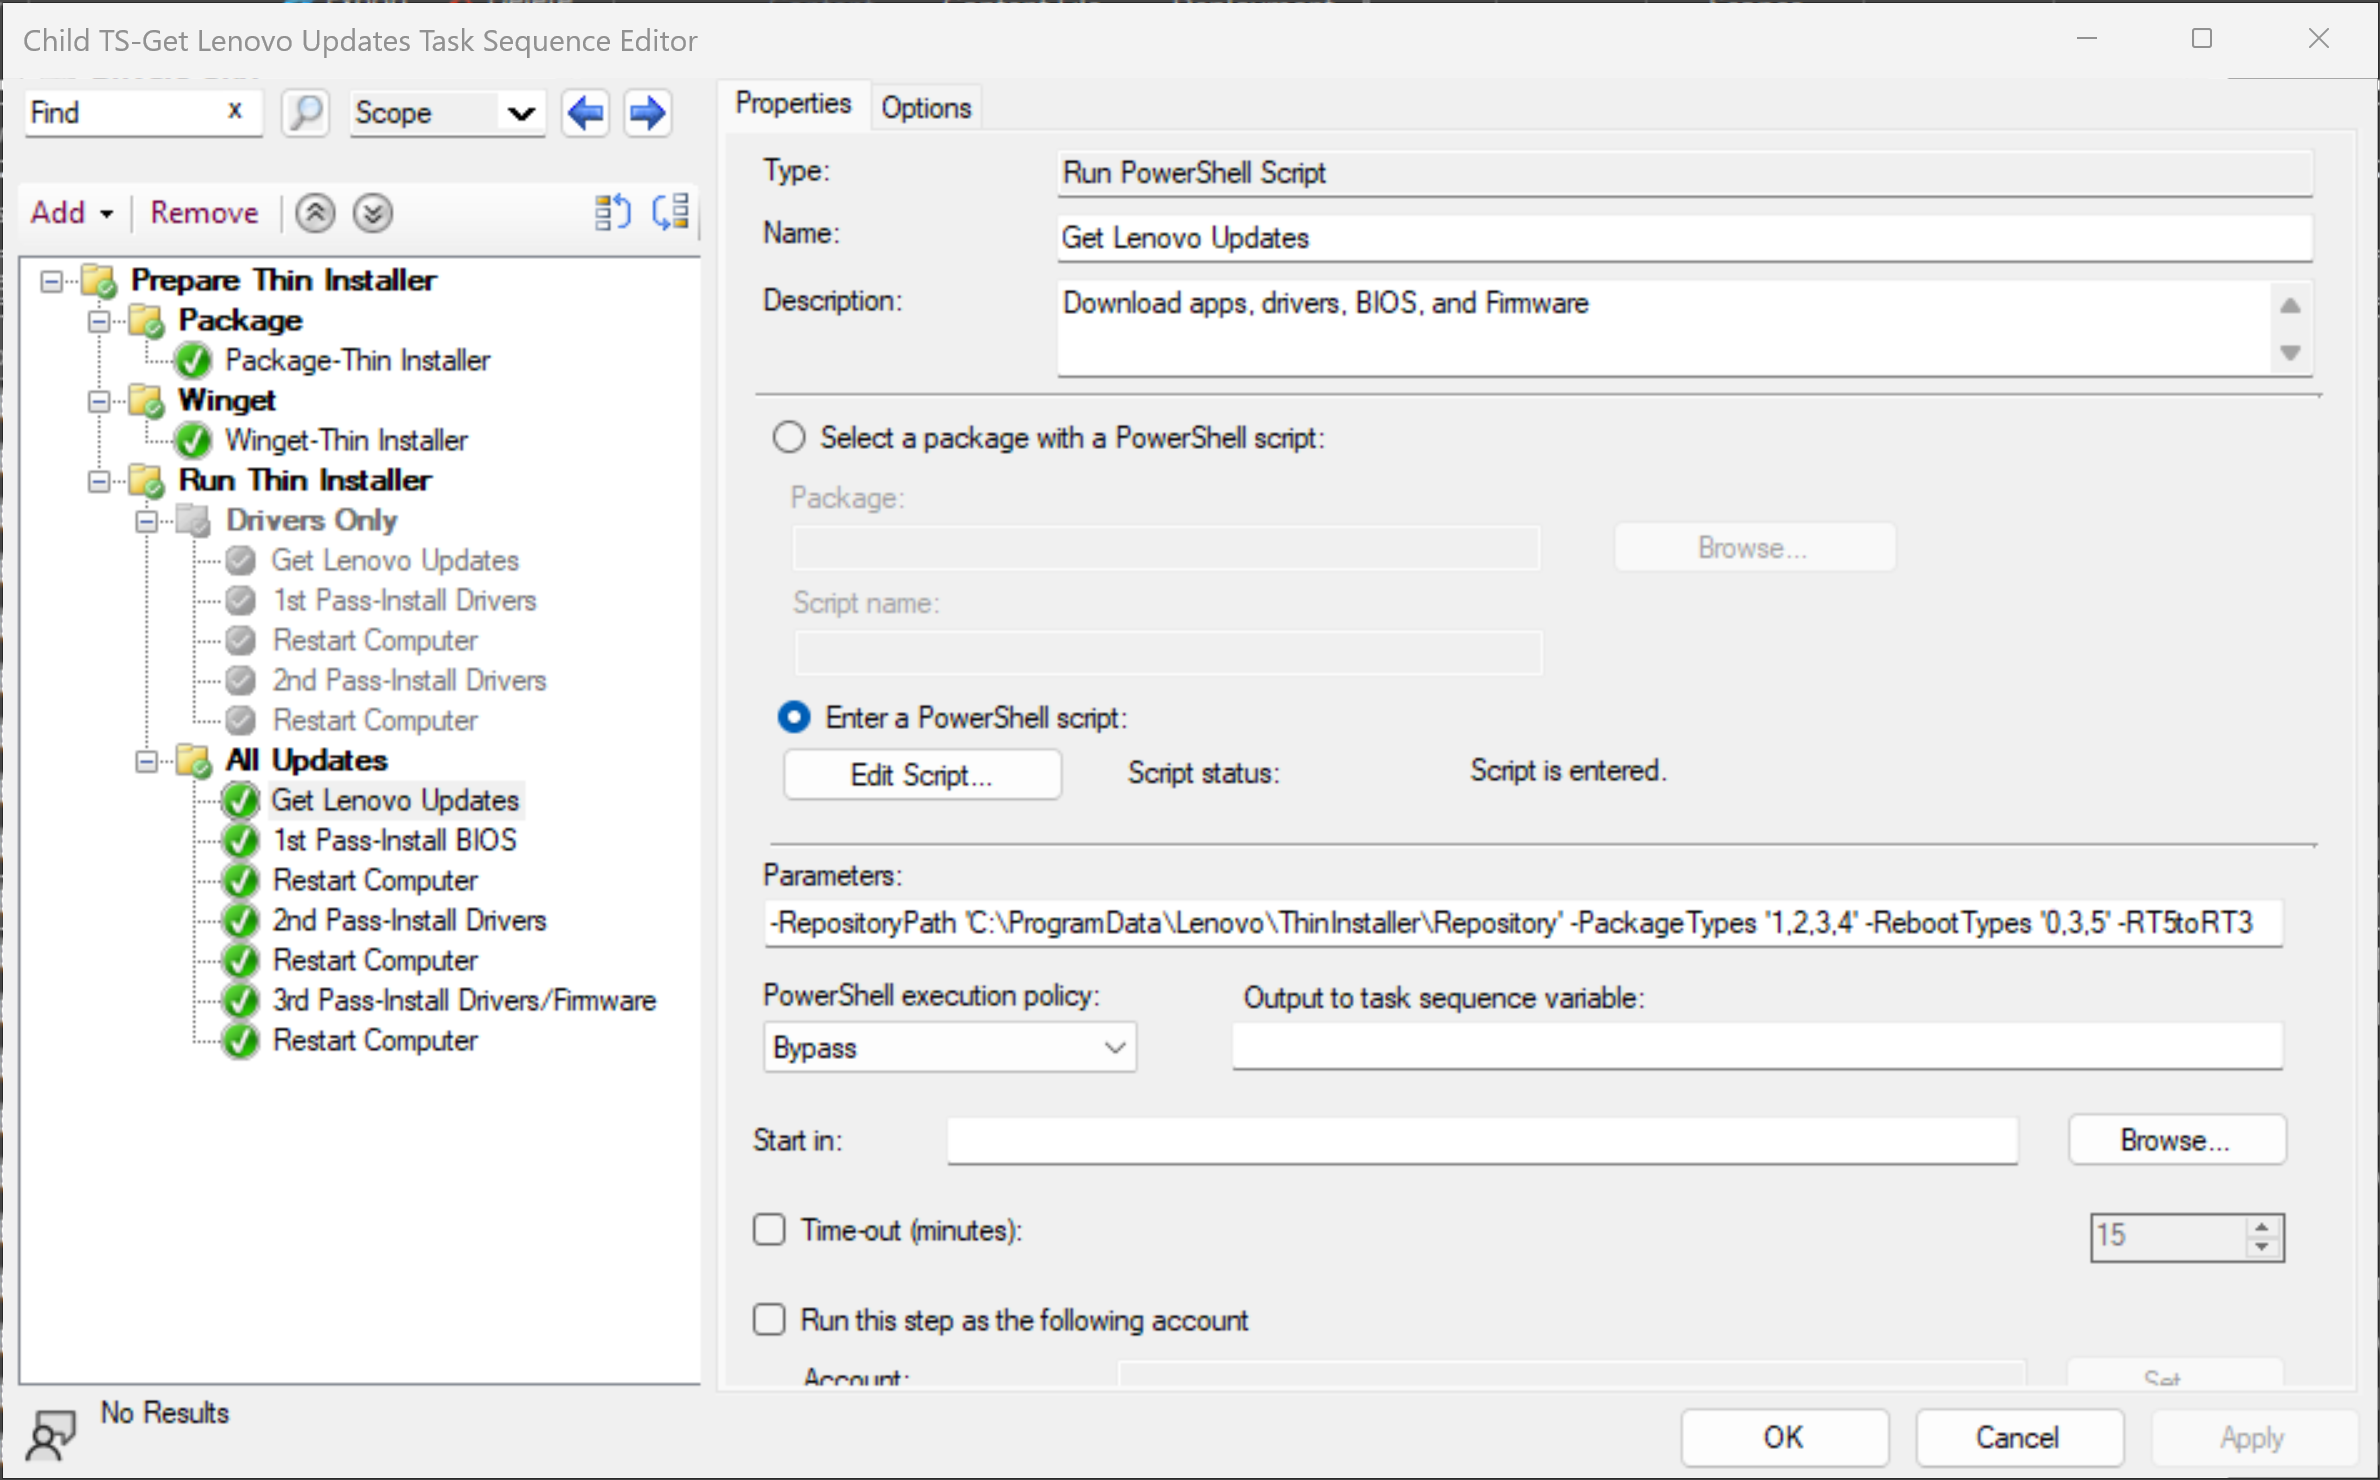 Child TS-Get Lenovo Updates Task Sequence Editor
Find x Scope
Add Remove
Prepare Thin Installer
Package
Package-Thin Installer
Winget
Winget-Thin Installer
Run Thin Installer
Drivers Only
Get Lenovo Updates
1st Pass-Install Drivers
Restart Computer
2nd Pass-Install Drivers
Restart Computer
All Updates
Get Lenovo Updates
1st Pass-Install BIOS
Restart Computer
2nd Pass-Install Drivers
Restart Computer
3rd Pass-Install Drivers/Firmware
Restart Computer
No Results
Properties Options
Type: Run PowerShell Script
Name: Get Lenovo Updates
Description: Download apps, drivers, BIOS, and Firmware
Select a package with a PowerShell script:
Package:
Browse...
Script name:
Enter a PowerShell script:
Edit Script... Script status: Script is entered.
Parameters:
-RepositoryPath 'C:\ProgramData\Lenovo\ThinInstaller\Repository' -PackageTypes '1,2,3,4' -RebootTypes '0,3,5' -RT5toRT3
PowerShell execution policy: Output to task sequence variable:
Bypass
Start in: Browse...
Time-out (minutes): 15
Run this step as the following account
Account: Set
OK Cancel Apply